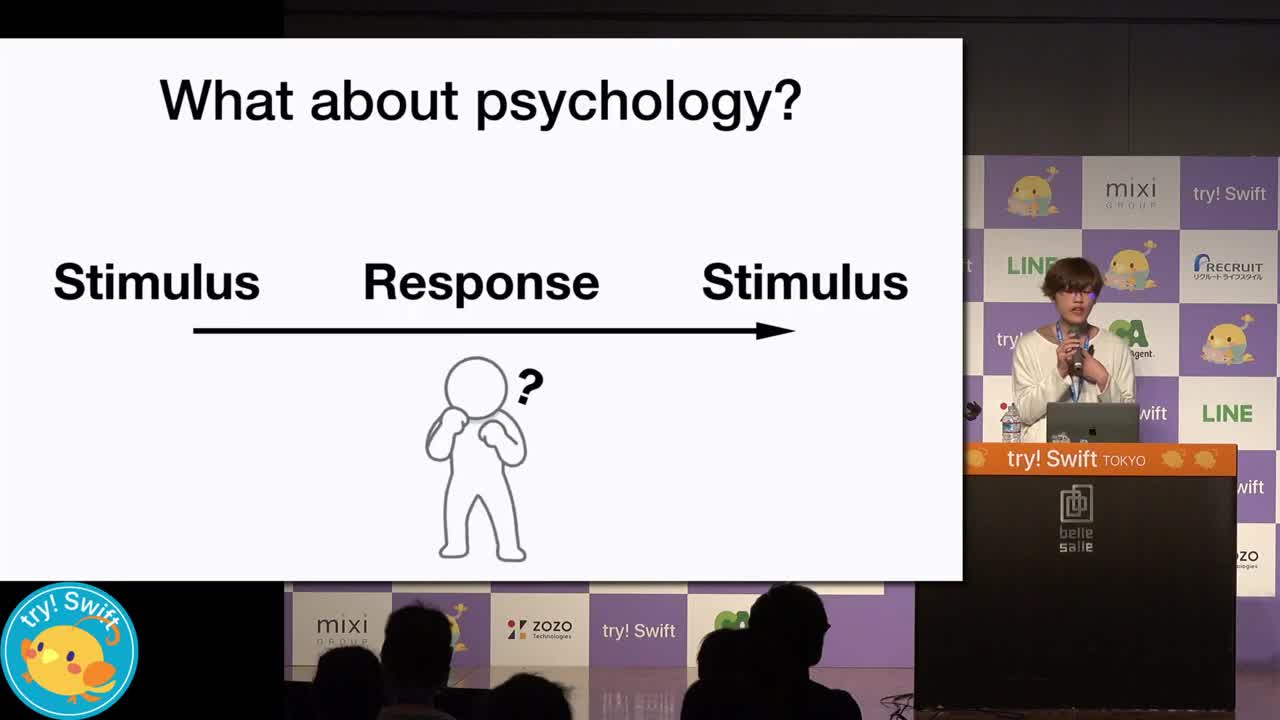 What about psychology?
Stimulus Response Stimulus
?
mixi
GROUP
try! Swift
LINE
RECRUIT
リクルートライフスタイル
try!
Agent.
wift
LINE
try! Swift TOKYO
wift
belle
salle
ZOZO
try! Swift
mixi
GROUP
ZOZO
Technologies
try! Swift